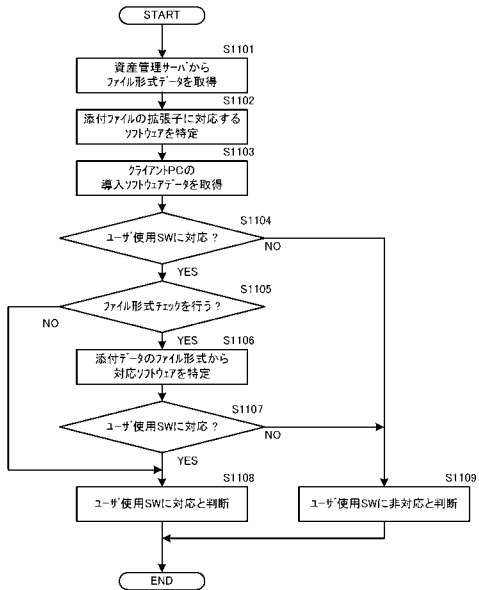 START
S1101
資産管理サーバから
ファイル形式データを取得
S1102
添付ファイルの拡張子に対応する
ソフトウェアを特定
S1103
クライアントPCの
導入ソフトウェアデータを取得
S1104
ユーザ使用SWに対応？
NO
YES
S1105
ファイル形式チェックを行う？
NO
YES
S1106
添付データのファイル形式から
対応ソフトウェアを特定
S1107
ユーザ使用SWに対応？
NO
YES
S1108
ユーザ使用SWに対応と判断
S1109
ユーザ使用SWに非対応と判断
END